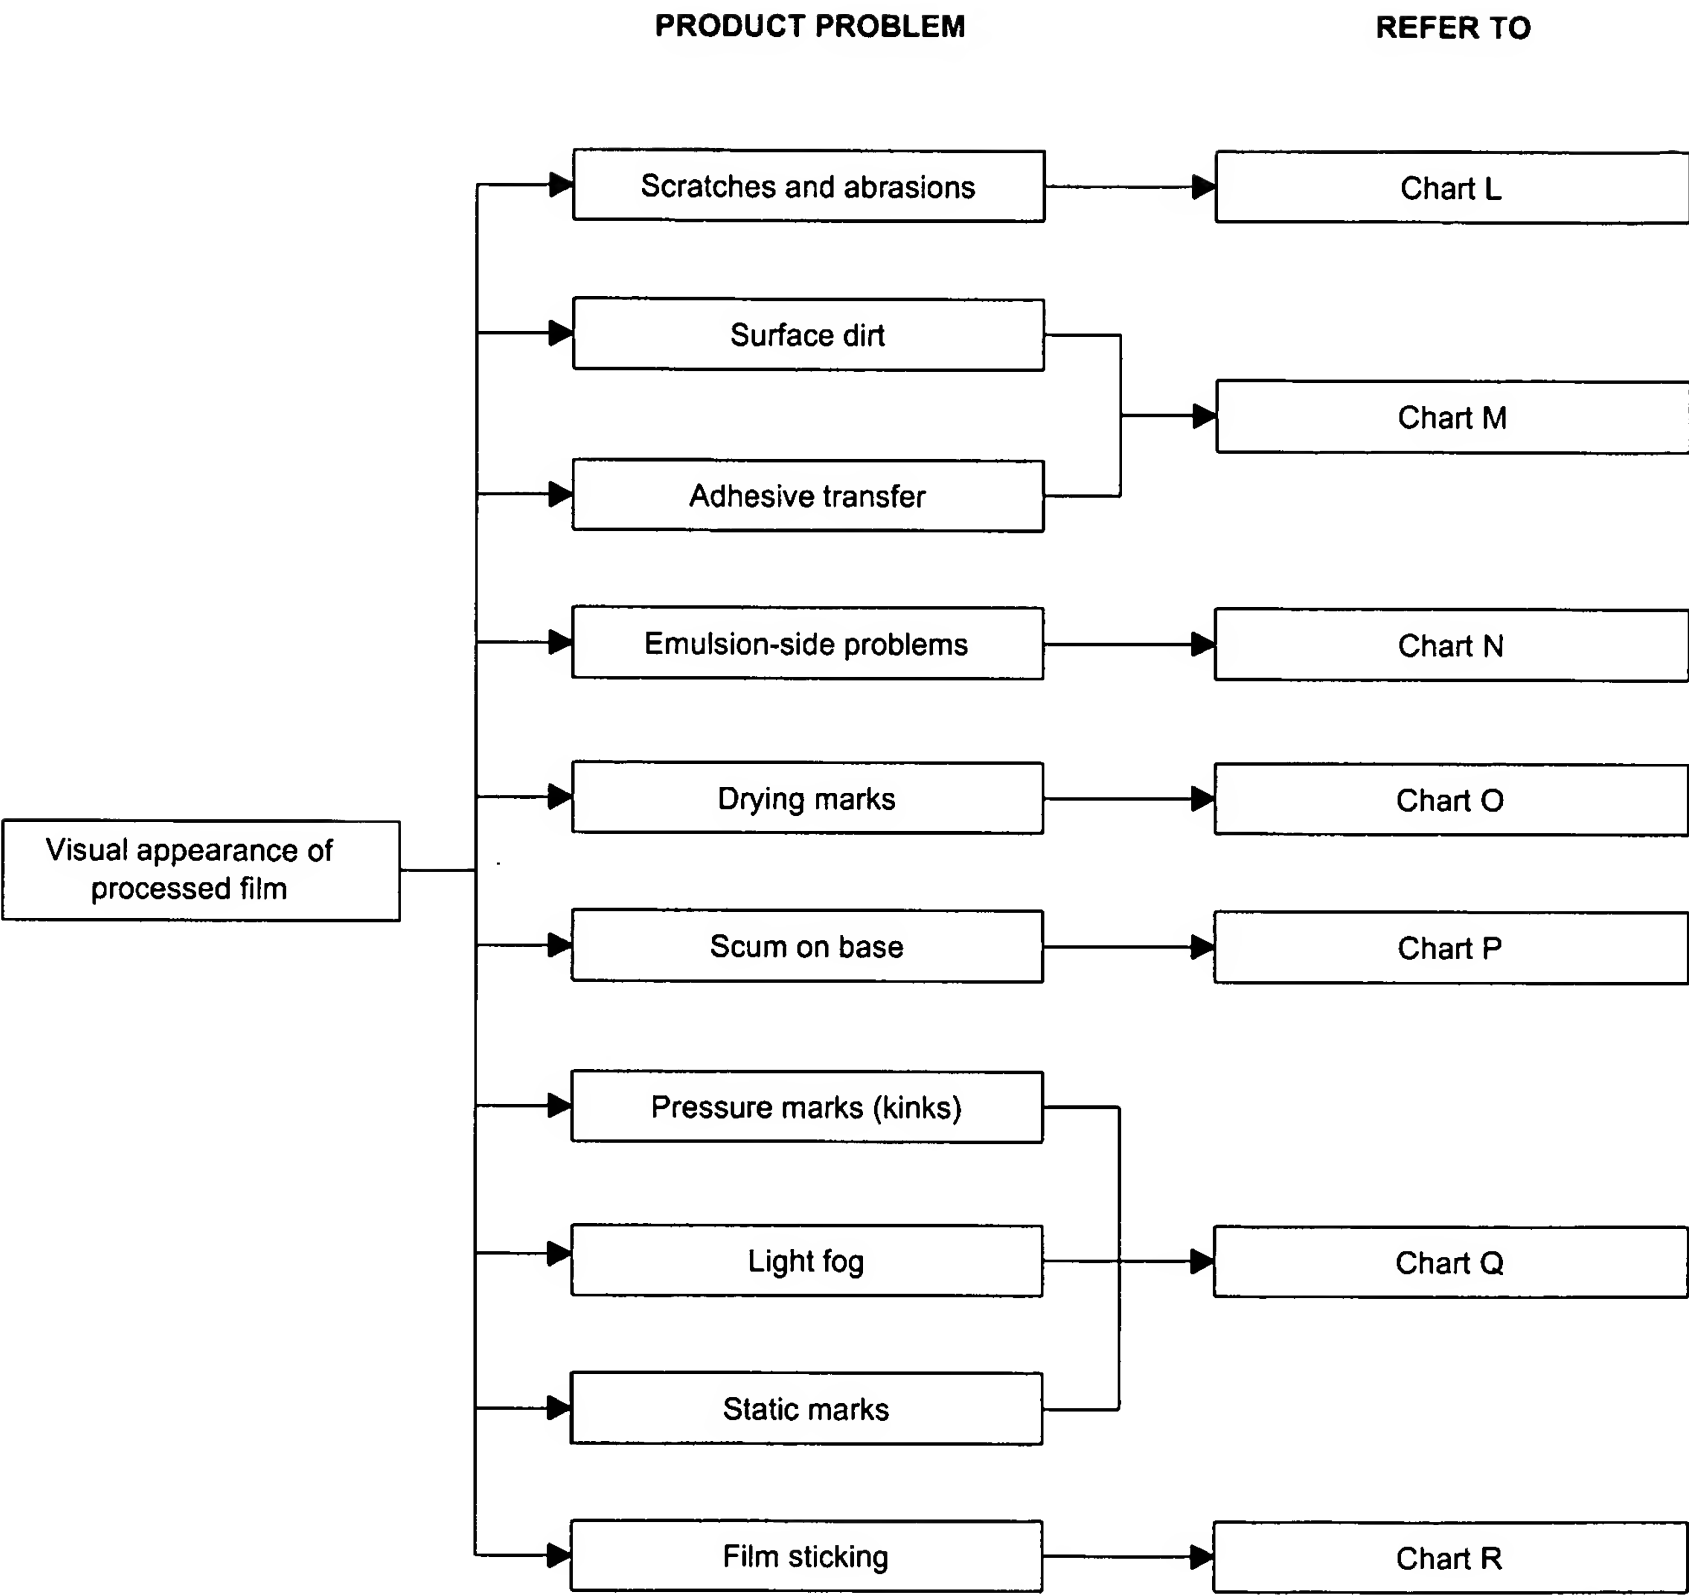 PRODUCT PROBLEM
REFER TO
Scratches and abrasions
Chart L
Surface dirt
Chart M
Adhesive transfer
Emulsion-side problems
Chart N
Drying marks
Chart O
Visual appearance of
processed film
Scum on base
Chart P
Pressure marks (kinks)
Light fog
Chart Q
Static marks
Film sticking
Chart R